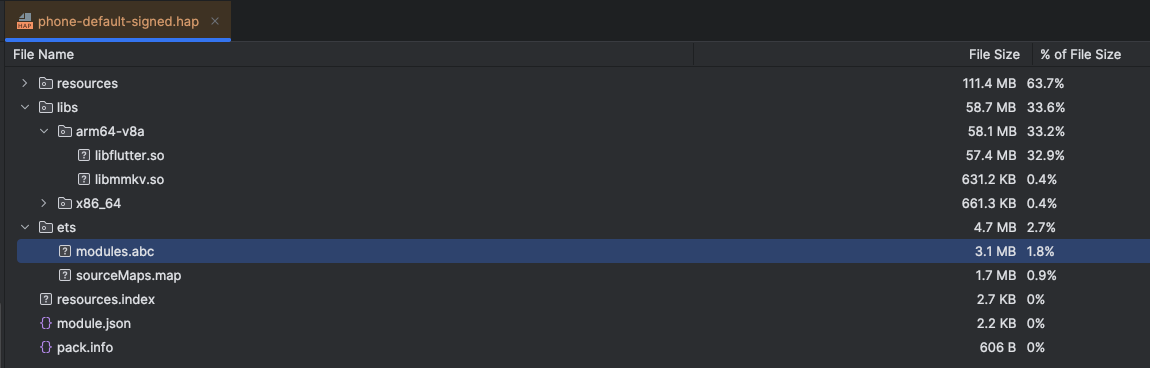 HAP phone-default-signed.hap ×
File Name File Size % of File Size
resources 111.4 MB 63.7%
libs 58.7 MB 33.6%
arm64-v8a 58.1 MB 33.2%
libflutter.so 57.4 MB 32.9%
libmmkv.so 631.2 KB 0.4%
x86_64 661.3 KB 0.4%
ets 4.7 MB 2.7%
modules.abc 3.1 MB 1.8%
sourceMaps.map 1.7 MB 0.9%
resources.index 2.7 KB 0%
module.json 2.2 KB 0%
pack.info 606 B 0%